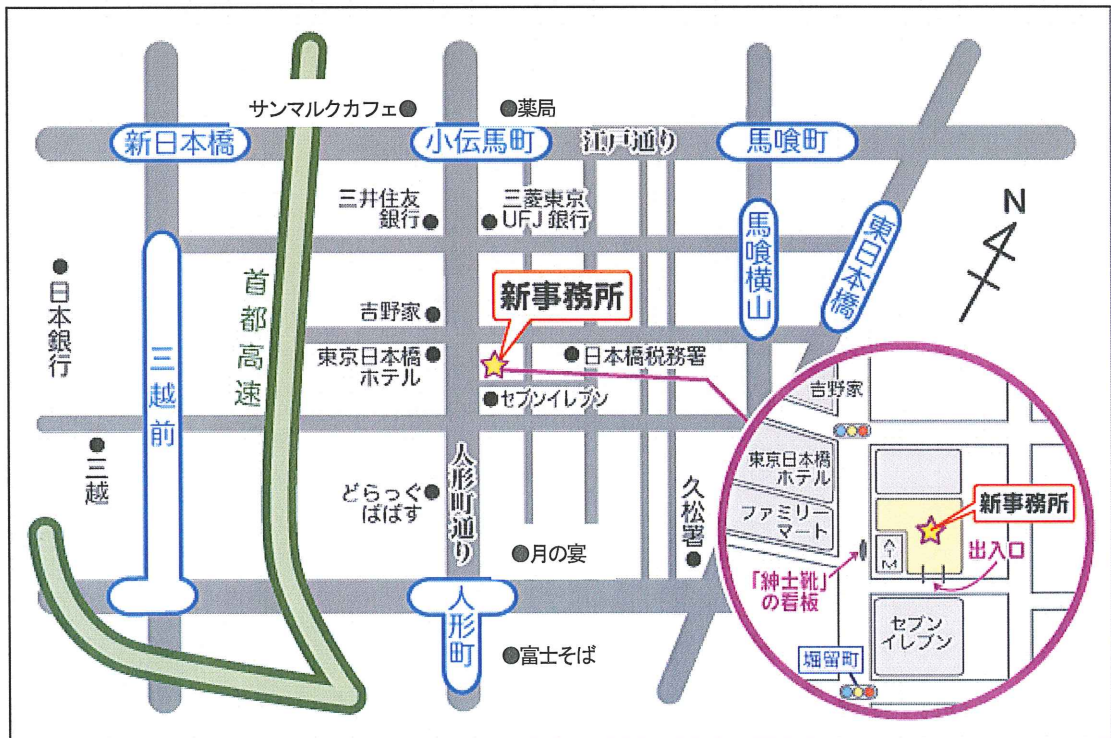 サンマルクカフェ
薬局
新日本橋
小伝馬町
江戸通り
馬喰町
三井住友
銀行
三菱東京
UFJ 銀行
馬喰横山
東日本橋
N
日本銀行
首都高速
三越前
吉野家
新事務所
東京日本橋
ホテル
日本橋税務署
セブンイレブン
三越
人形町通り
どらっぐ
ぱぱす
久松署
月の宴
人形町
富士そば
吉野家
東京日本橋
ホテル
ファミリー
マート
新事務所
ATM
出入口
「紳士靴」
の看板
セブン
イレブン
堀留町